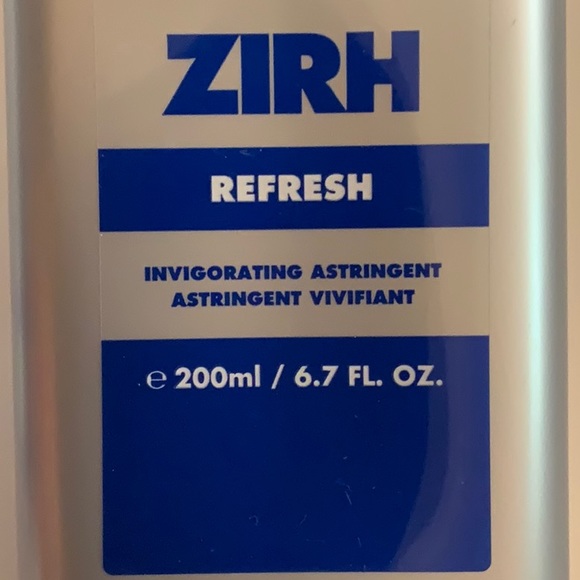 ZIRH
REFRESH
INVIGORATING ASTRINGENT
ASTRINGENT VIVIFIANT
℮ 200ml / 6.7 FL. OZ.